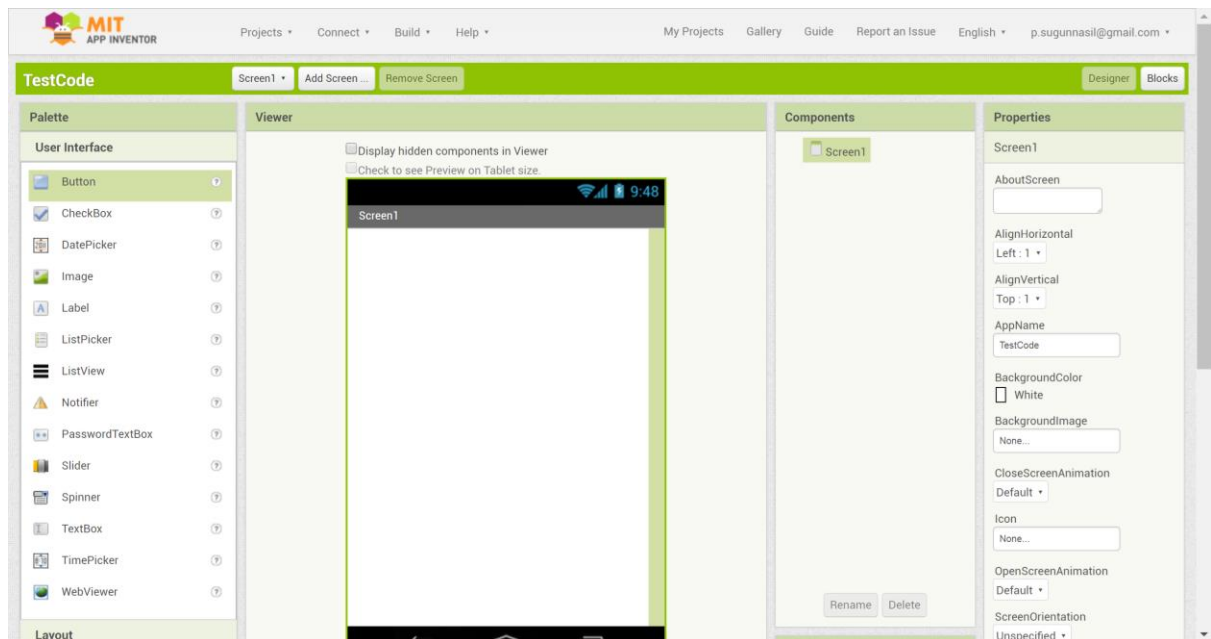 MIT
APP INVENTOR
Projects Connect Build Help My Projects Gallery Guide Report an Issue English p.sugunnasil@gmail.com
TestCode Screen1 Add Screen ... Remove Screen Designer Blocks
Palette
User Interface
Button
CheckBox
DatePicker
Image
Label
ListPicker
ListView
Notifier
PasswordTextBox
Slider
Spinner
TextBox
TimePicker
WebViewer
Layout
Viewer
Display hidden components in Viewer
Check to see Preview on Tablet size.
9:48
Screen1
Components
Screen1
Rename Delete
Properties
Screen1
AboutScreen
AlignHorizontal
Left : 1
AlignVertical
Top : 1
AppName
TestCode
BackgroundColor
White
BackgroundImage
None...
CloseScreenAnimation
Default
Icon
None...
OpenScreenAnimation
Default
ScreenOrientation
Unspecified